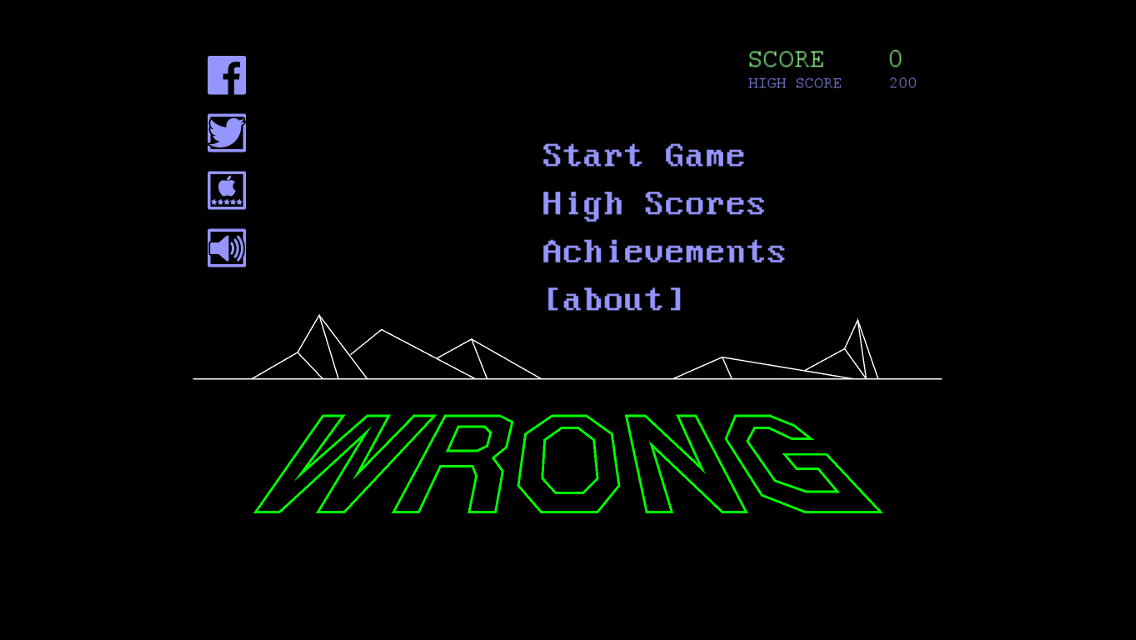 SCORE 0
HIGH SCORE 200
Start Game
High Scores
Achievements
[about]
WRONG